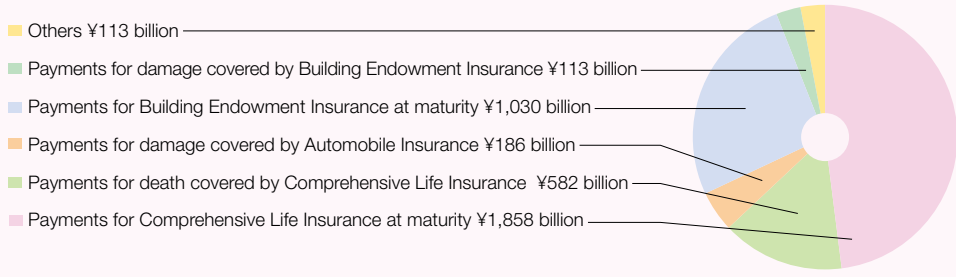 Others ¥113 billion
Payments for damage covered by Building Endowment Insurance ¥113 billion
Payments for Building Endowment Insurance at maturity ¥1,030 billion
Payments for damage covered by Automobile Insurance ¥186 billion
Payments for death covered by Comprehensive Life Insurance ¥582 billion
Payments for Comprehensive Life Insurance at maturity ¥1,858 billion